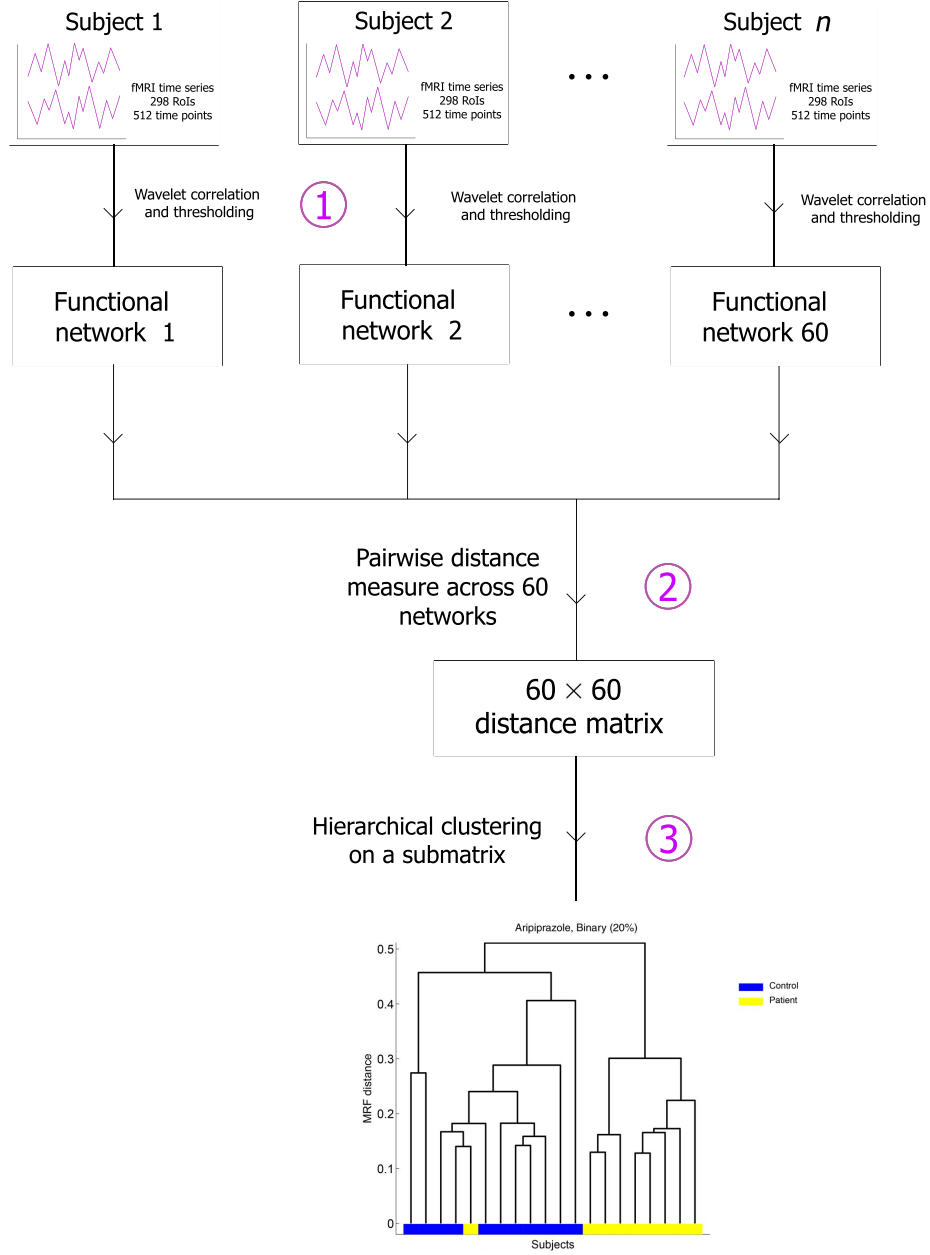 Subject 1
fMRI time series
298 RoIs
512 time points
Subject 2
fMRI time series
298 RoIs
512 time points
• • •
Subject n
fMRI time series
298 RoIs
512 time points
Wavelet correlation
and thresholding
1
Wavelet correlation
and thresholding
Wavelet correlation
and thresholding
Functional
network 1
Functional
network 2
• • •
Functional
network 60
Pairwise distance
measure across 60
networks
2
60 × 60
distance matrix
Hierarchical clustering
on a submatrix
3
Aripiprazole, Binary (20%)
0.5
0.4
0.3
0.2
0.1
0
MRF distance
Subjects
Control
Patient